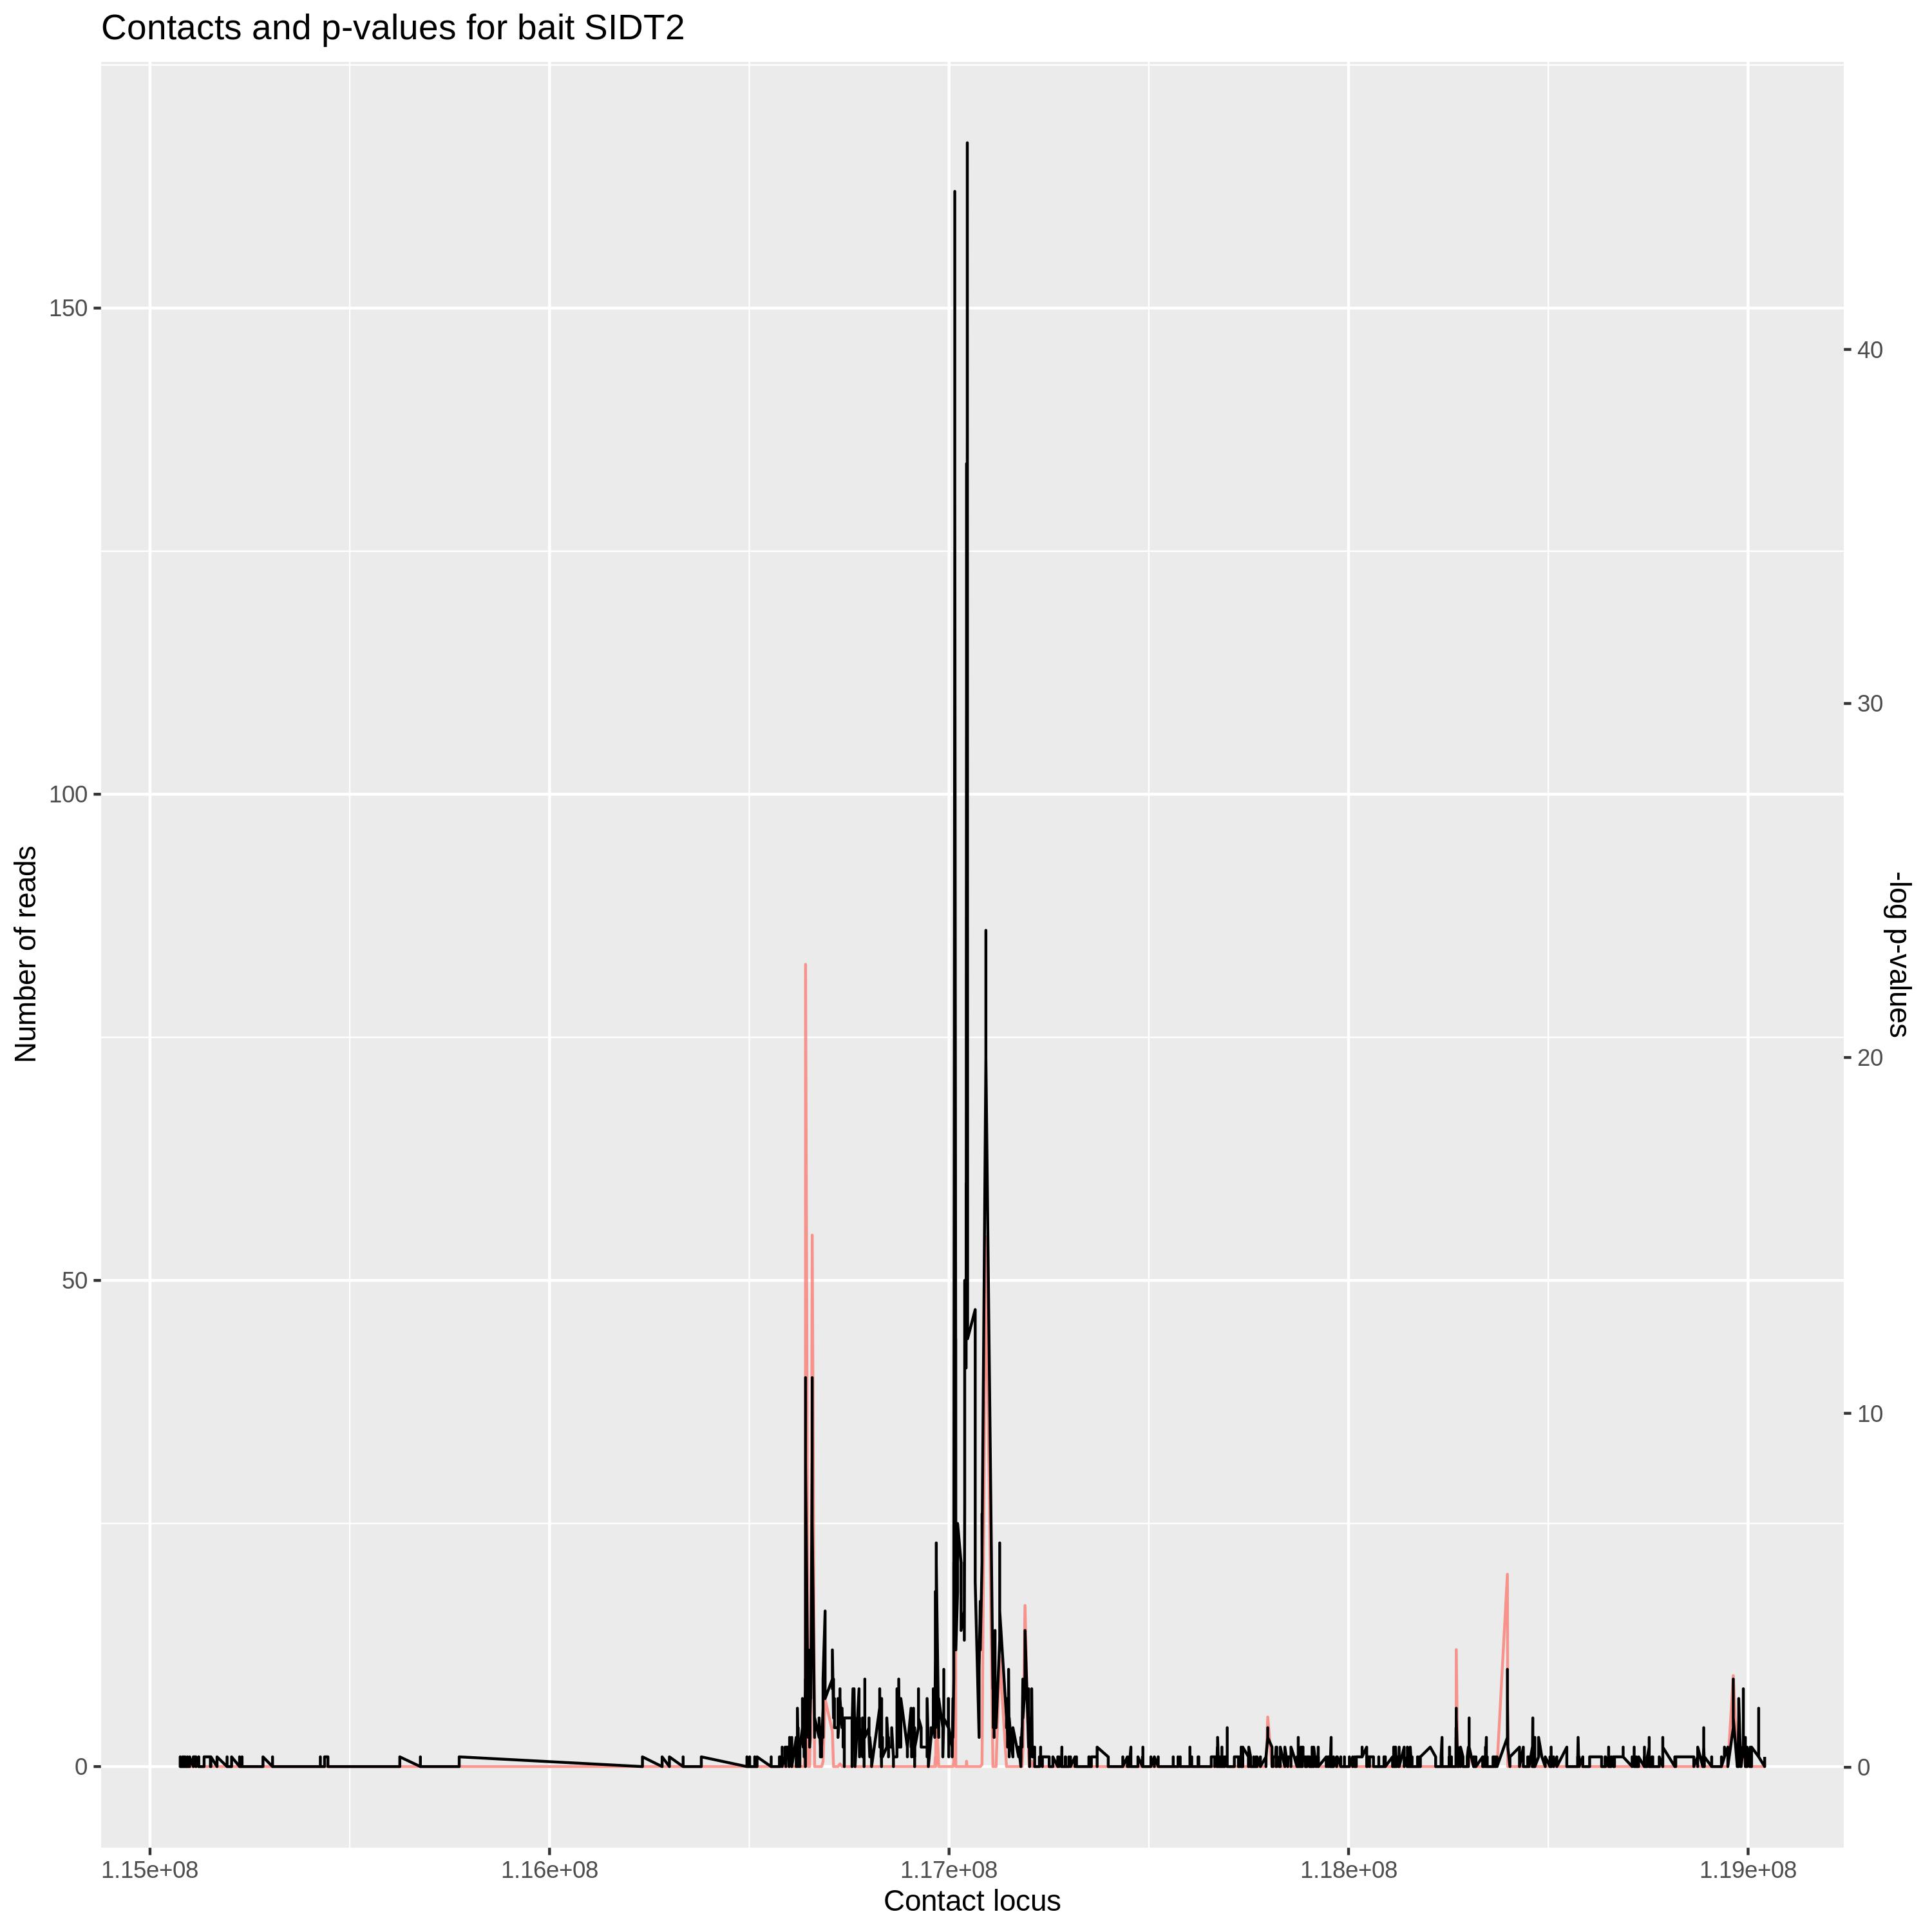 Contacts and p-values for bait SIDT2
150
100
50
0
Number of reads
40
30
20
10
0
-log p-values
1.15e+08 1.16e+08 1.17e+08 1.18e+08 1.19e+08
Contact locus